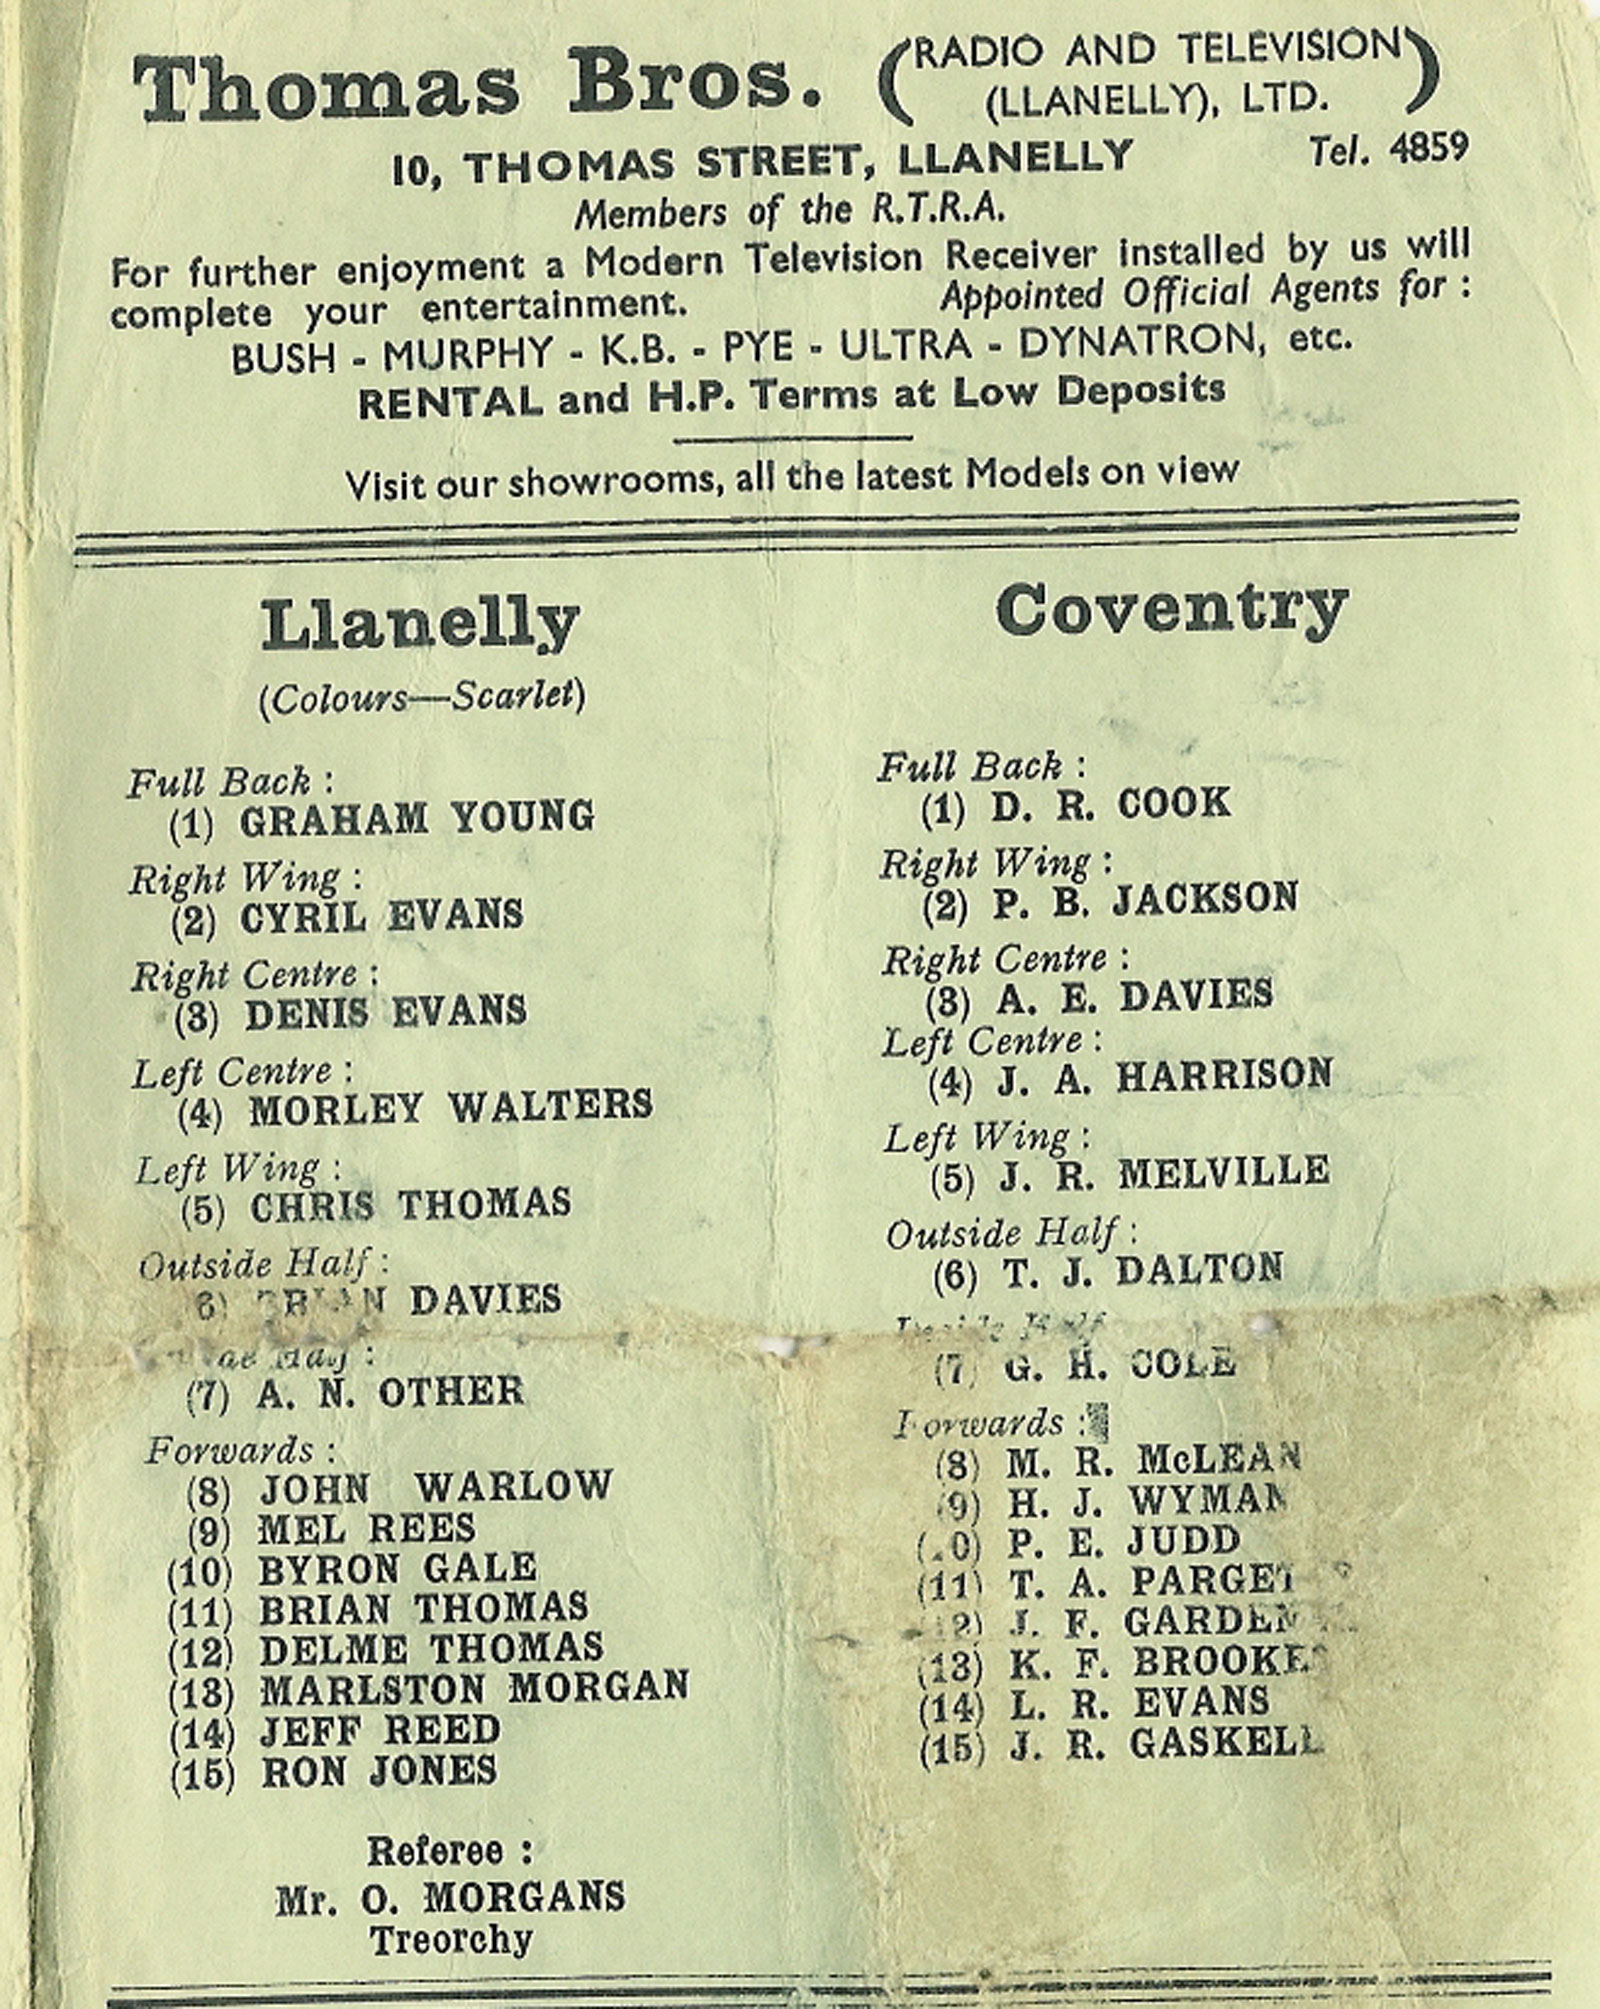 Thomas Bros. (RADIO AND TELEVISION (LLANELLY), LTD.)
10, THOMAS STREET, LLANELLY Tel. 4859
Members of the R.T.R.A.
For further enjoyment a Modern Television Receiver installed by us will
complete your entertainment. Appointed Official Agents for :
BUSH - MURPHY - K.B. - PYE - ULTRA - DYNATRON, etc.
RENTAL and H.P. Terms at Low Deposits
Visit our showrooms, all the latest Models on view
Llanelly
(Colours—Scarlet)
Full Back :
(1) GRAHAM YOUNG
Right Wing :
(2) CYRIL EVANS
Right Centre :
(3) DENIS EVANS
Left Centre :
(4) MORLEY WALTERS
Left Wing :
(5) CHRIS THOMAS
Outside Half :
(6) BRIAN DAVIES
Half :
(7) A. N. OTHER
Forwards :
(8) JOHN WARLOW
(9) MEL REES
(10) BYRON GALE
(11) BRIAN THOMAS
(12) DELME THOMAS
(13) MARLSTON MORGAN
(14) JEFF REED
(15) RON JONES
Referee :
Mr. O. MORGANS
Treorchy
Coventry
Full Back :
(1) D. R. COOK
Right Wing :
(2) P. B. JACKSON
Right Centre :
(3) A. E. DAVIES
Left Centre :
(4) J. A. HARRISON
Left Wing :
(5) J. R. MELVILLE
Outside Half :
(6) T. J. DALTON
Inside Half
(7) G. H. COLE
Forwards :
(8) M. R. McLEAN
(9) H. J. WYMAN
(10) P. E. JUDD
(11) T. A.
(12) J. F.
(13) K. F. BROOKES
(14) L. R. EVANS
(15) J. R. GASKELL